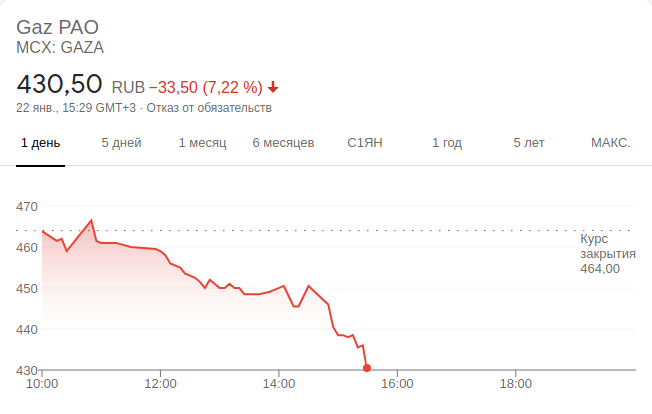 Gaz PAO
MCX: GAZA
430,50 RUB −33,50 (7,22 %)
22 янв., 15:29 GMT+3 · Отказ от обязательств
1 день 5 дней 1 месяц 6 месяцев С1ЯН 1 год 5 лет МАКС.
470
460
450
440
430
Курс
закрытия
464,00
10:00 12:00 14:00 16:00 18:00